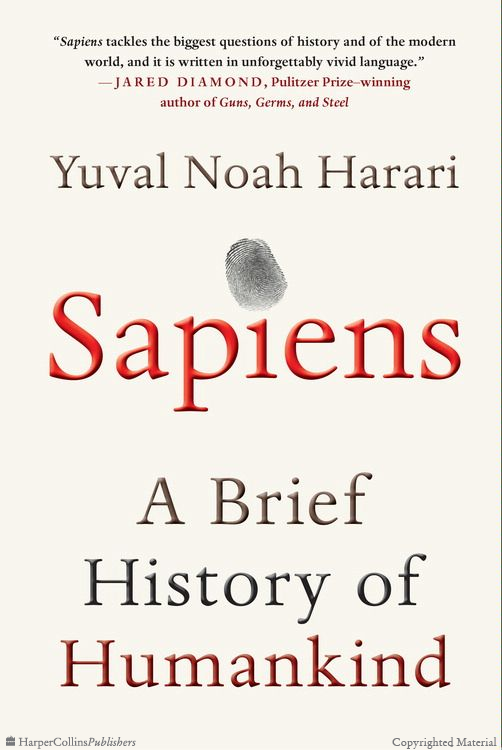 “Sapiens tackles the biggest questions of history and of the modern
world, and it is written in unforgettably vivid language.”
—JARED DIAMOND, Pulitzer Prize–winning
author of Guns, Germs, and Steel
Yuval Noah Harari
Sapiens
A Brief
History of
Humankind
HarperCollinsPublishers
Copyrighted Material